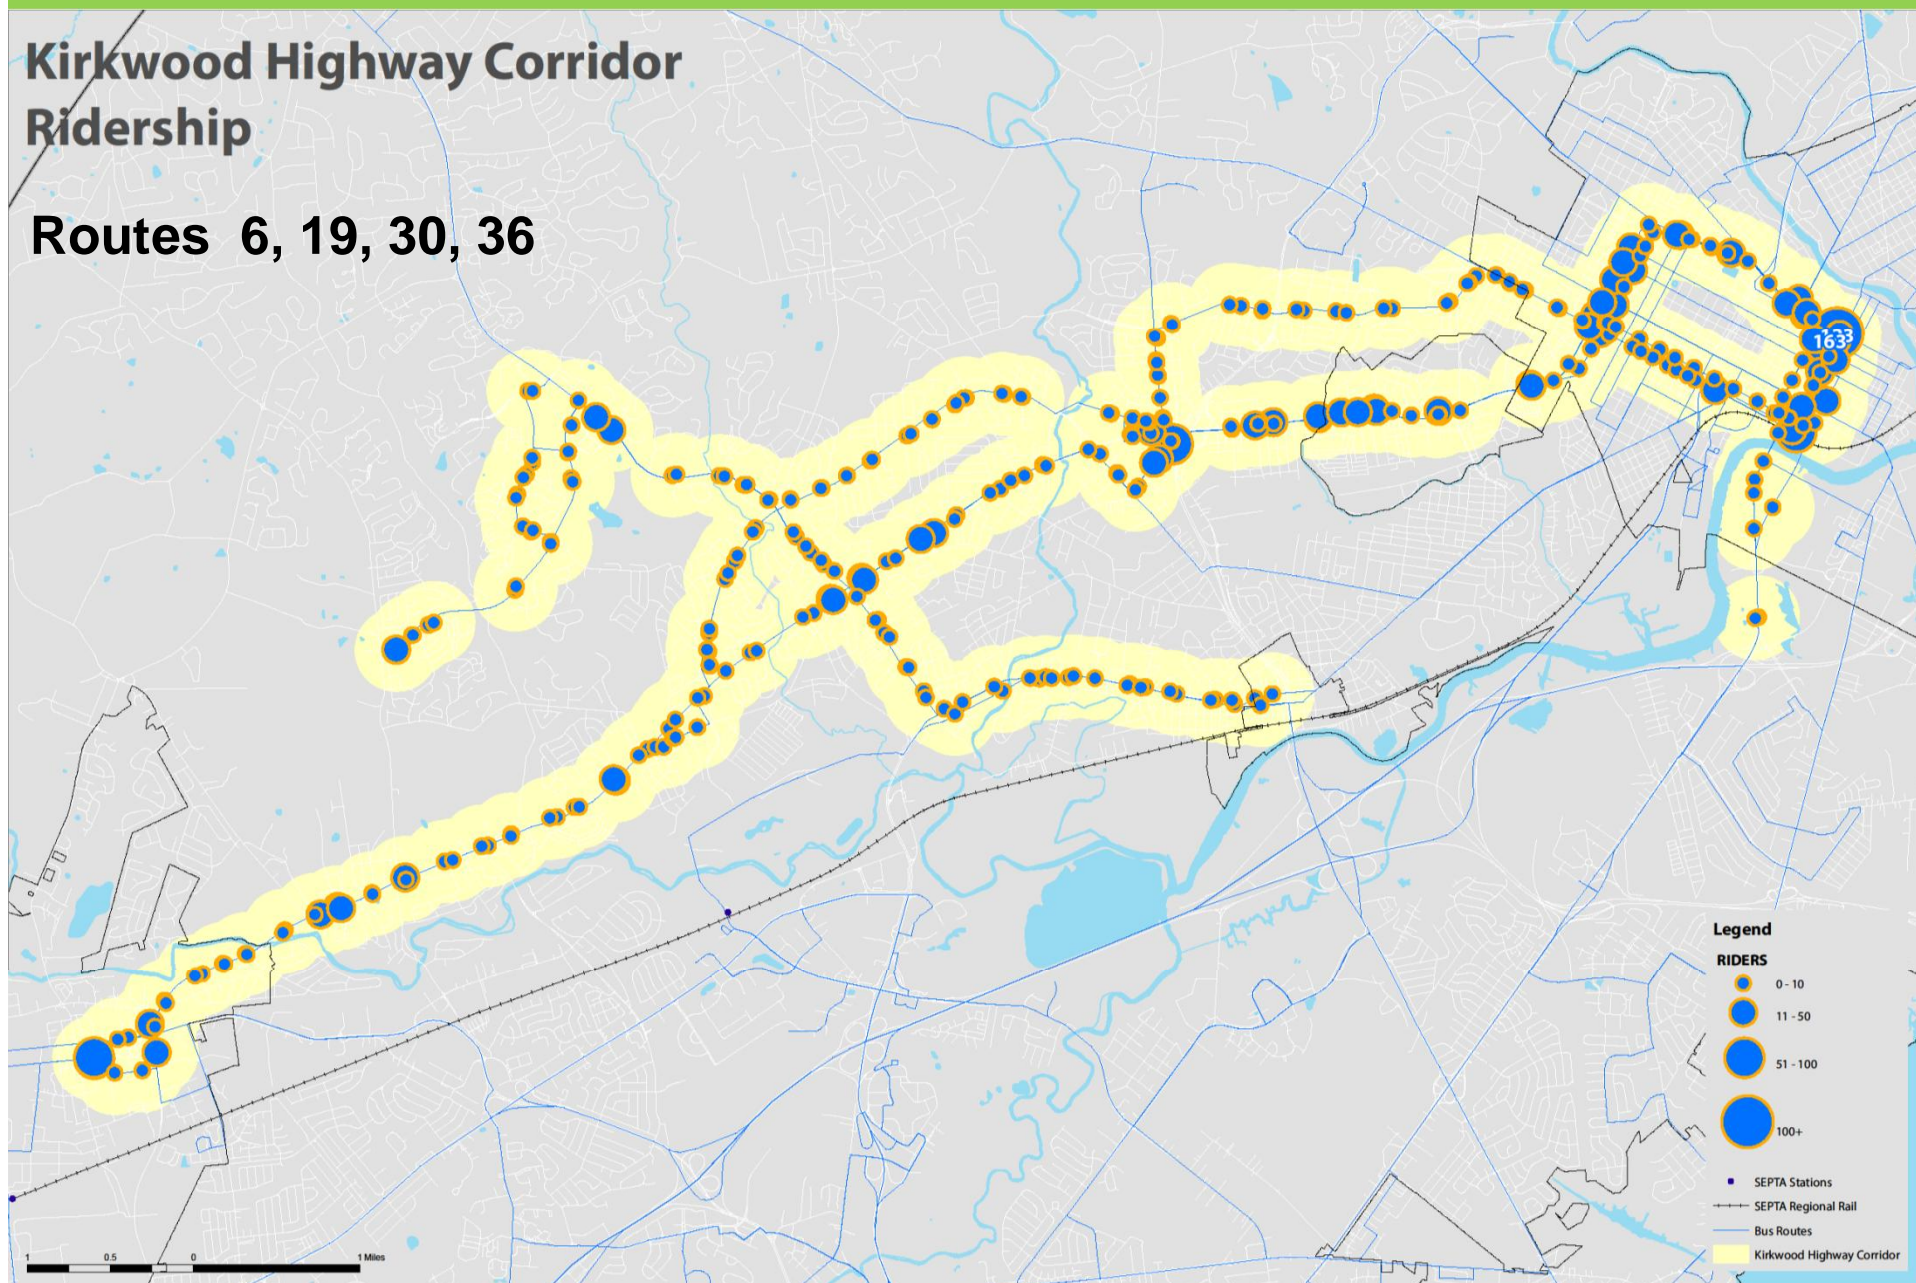 Kirkwood Highway Corridor
Ridership
Routes 6, 19, 30, 36
163
Legend
RIDERS
0 - 10
11 - 50
51 - 100
100+
SEPTA Stations
SEPTA Regional Rail
Bus Routes
Kirkwood Highway Corridor
1 0.5 0 1 Miles